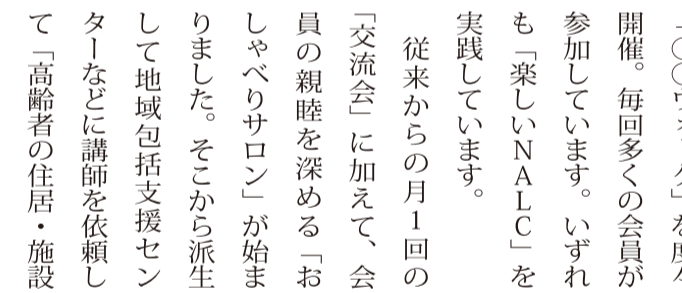 開催。毎回多くの会員が
参加しています。いずれ
も「楽しいNALC」を
実践しています。
従来からの月1回の
「交流会」に加えて、会
員の親睦を深める「お
しゃべりサロン」が始ま
りました。そこから派生
して地域包括支援セン
ターなどに講師を依頼し
て「高齢者の住居・施設